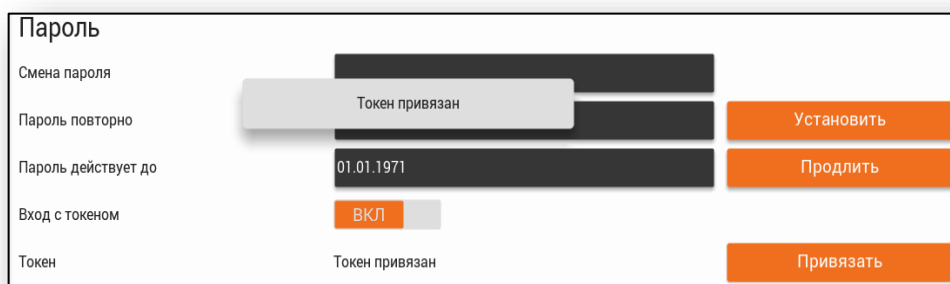 Пароль
Смена пароля
Токен привязан
Пароль повторно Установить
Пароль действует до 01.01.1971 Продлить
Вход с токеном ВКЛ
Токен Токен привязан Привязать